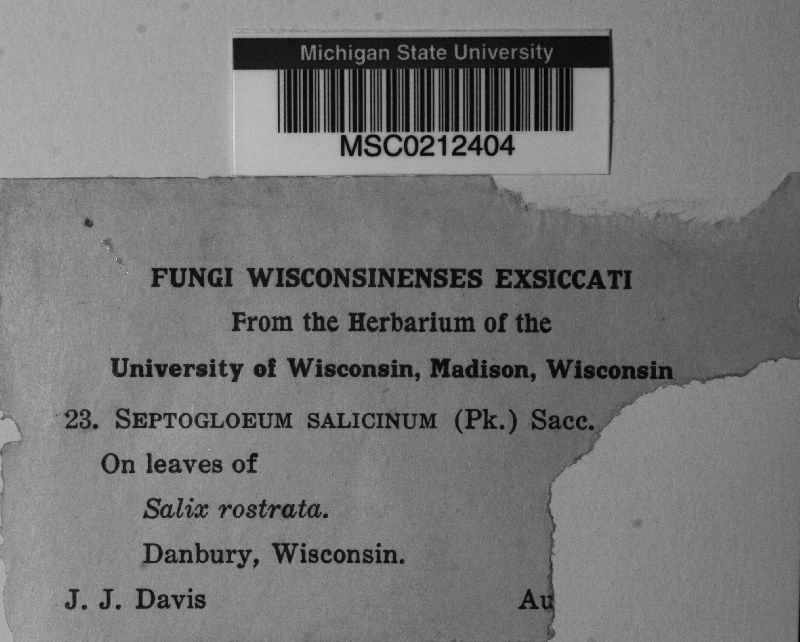 Michigan State University
MSC0212404
FUNGI WISCONSINENSES EXSICCATI
From the Herbarium of the
University of Wisconsin, Madison, Wisconsin
23. SEPTOGLOEUM SALICINUM (Pk.) Sacc.
On leaves of
Salix rostrata.
Danbury, Wisconsin.
J. J. Davis